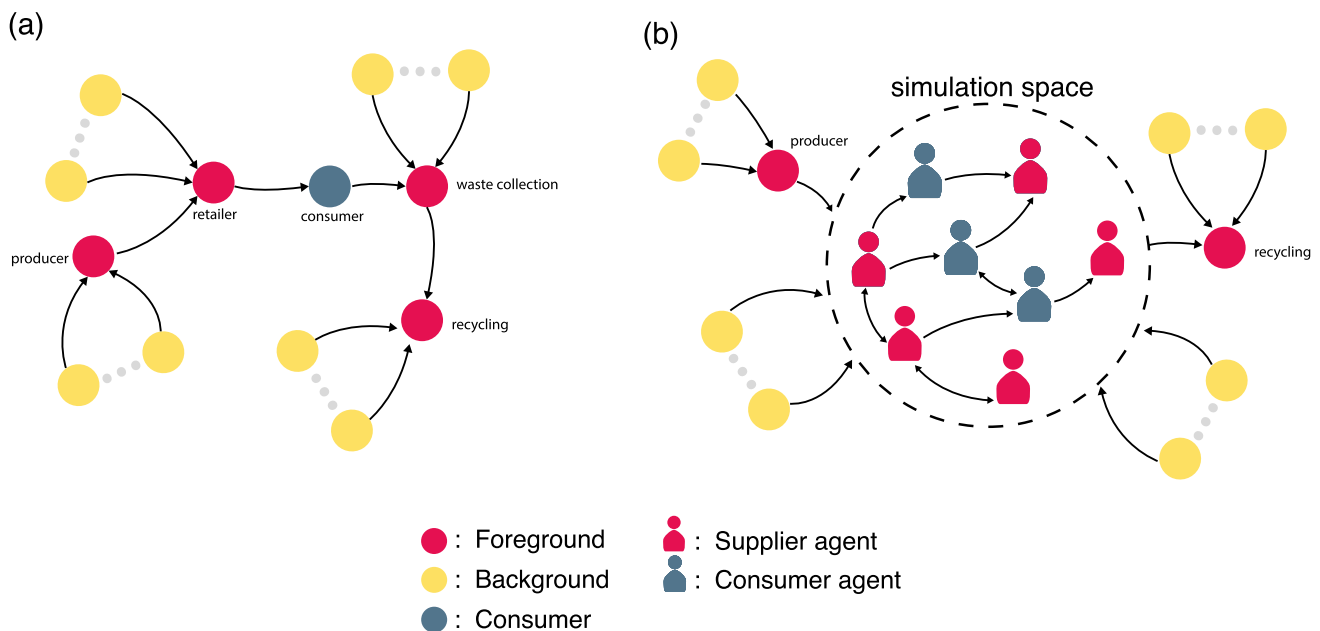 (a)
retailer
consumer
waste collection
producer
recycling
(b)
simulation space
producer
recycling
: Foreground
: Background
: Consumer
: Supplier agent
: Consumer agent